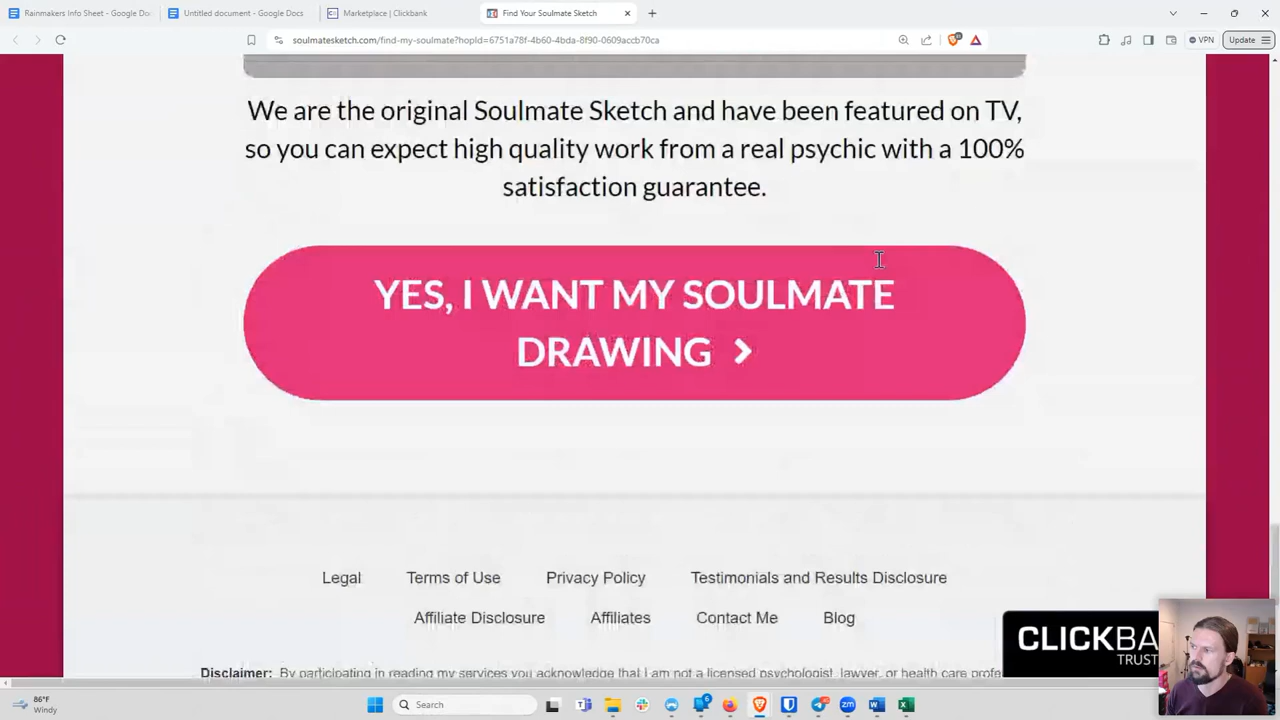 Rainmakers Info Sheet - Google Do
Untitled document - Google Docs
Marketplace | Clickbank
Find Your Soulmate Sketch
soulmatesketch.com/find-my-soulmate?hopId=6751a78f-4b60-4bda-8f90-0609accb70ca
VPN
Update
We are the original Soulmate Sketch and have been featured on TV,
so you can expect high quality work from a real psychic with a 100%
satisfaction guarantee.
YES, I WANT MY SOULMATE
DRAWING
Legal
Terms of Use
Privacy Policy
Testimonials and Results Disclosure
Affiliate Disclosure
Affiliates
Contact Me
Blog
CLICKBA
TRUST
Disclaimer: By participating in reading my services you acknowledge that I am not a licensed psychologist, lawyer, or health care profe
86°F
Windy
Search